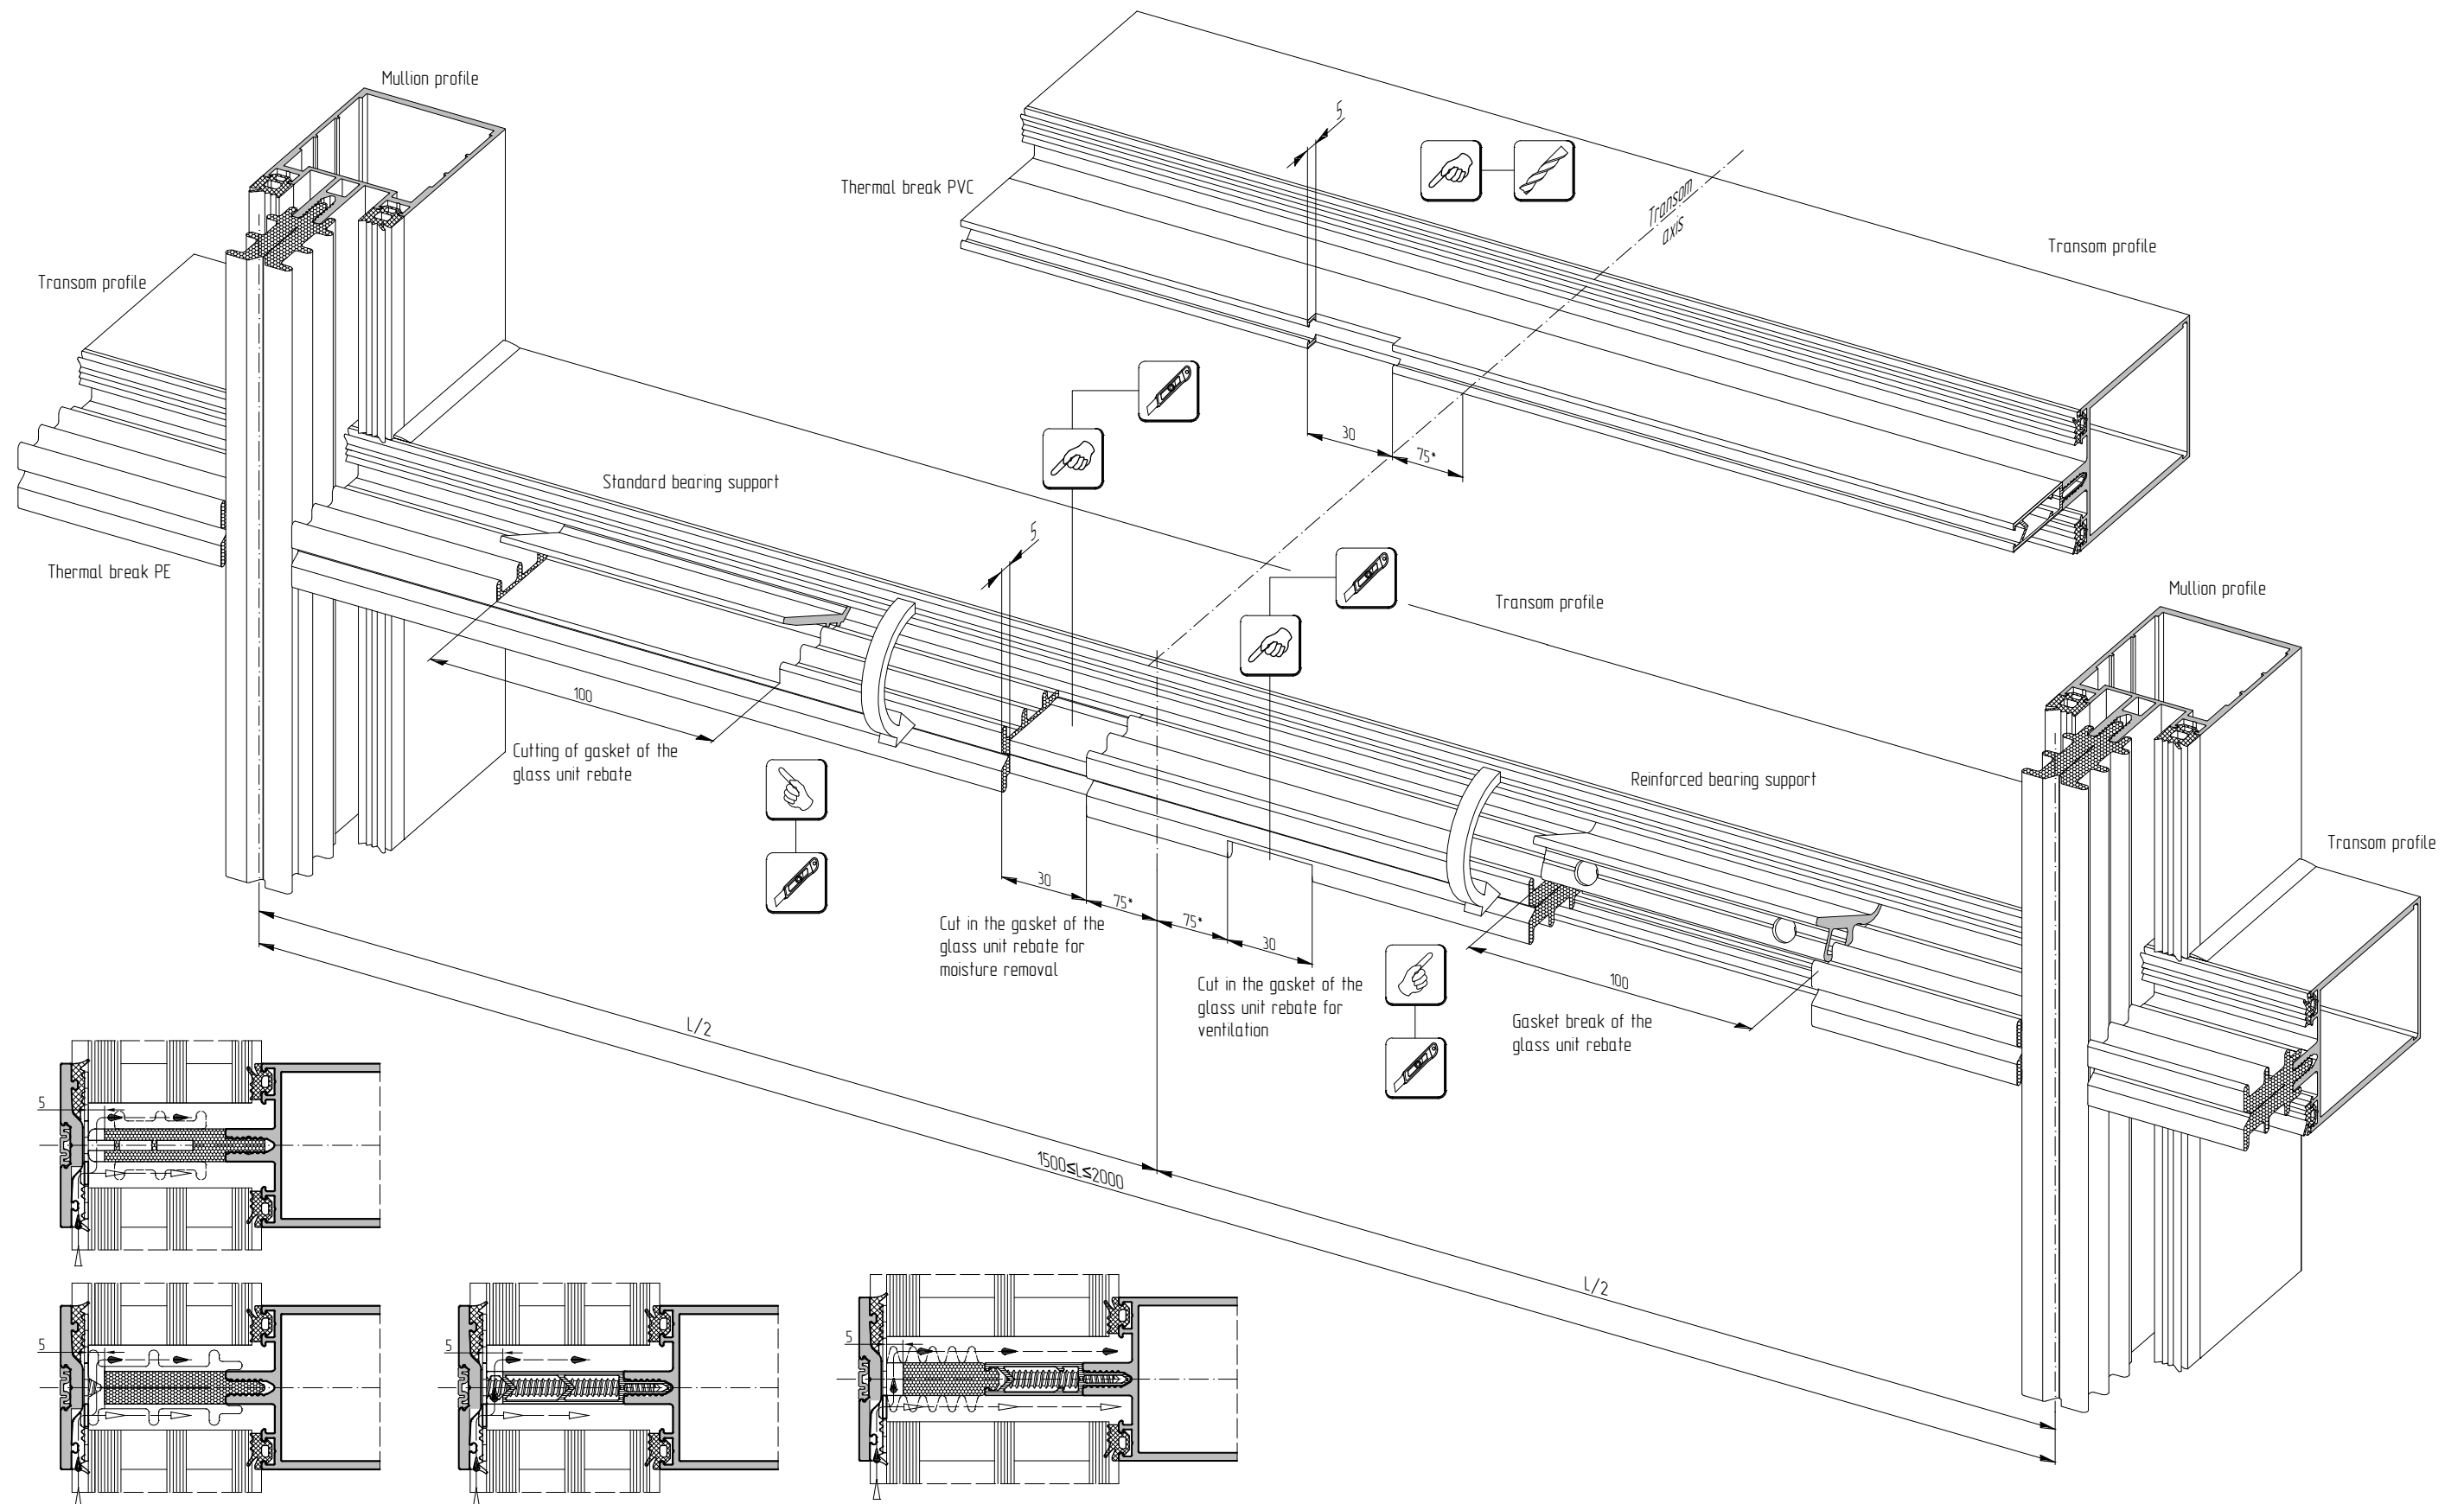 Mullion profile
5
Thermal break PVC
Transom
axis
Transom profile
Transom profile
30
75*
Standard bearing support
5
Thermal break PE
Transom profile
Mullion profile
100
Cutting of gasket of the
glass unit rebate
Reinforced bearing support
Transom profile
30
75*
75*
30
Cut in the gasket of the
glass unit rebate for
moisture removal
Cut in the gasket of the
glass unit rebate for
ventilation
100
Gasket break of the
glass unit rebate
L/2
1500≤L≤2000
L/2
5
5
5
5